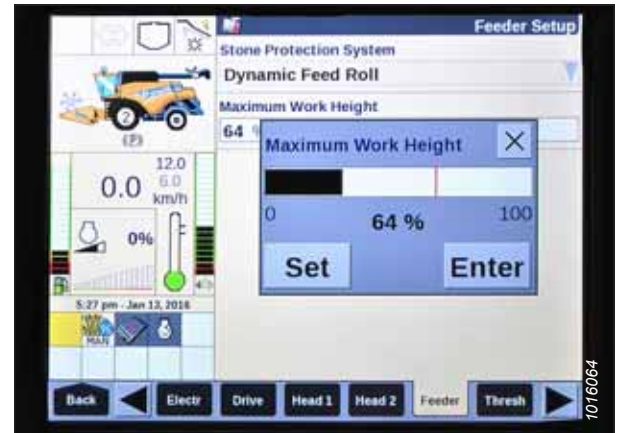 Feeder Setup
Stone Protection System
Dynamic Feed Roll
Maximum Work Height
64 %
Maximum Work Height
0 64 % 100
Set Enter
2
(P)
12.0
6.0
0.0 km/h
0%
5:27 pm - Jan 13, 2016
MAN
Back Electr Drive Head 1 Head 2 Feeder Thresh
1016064